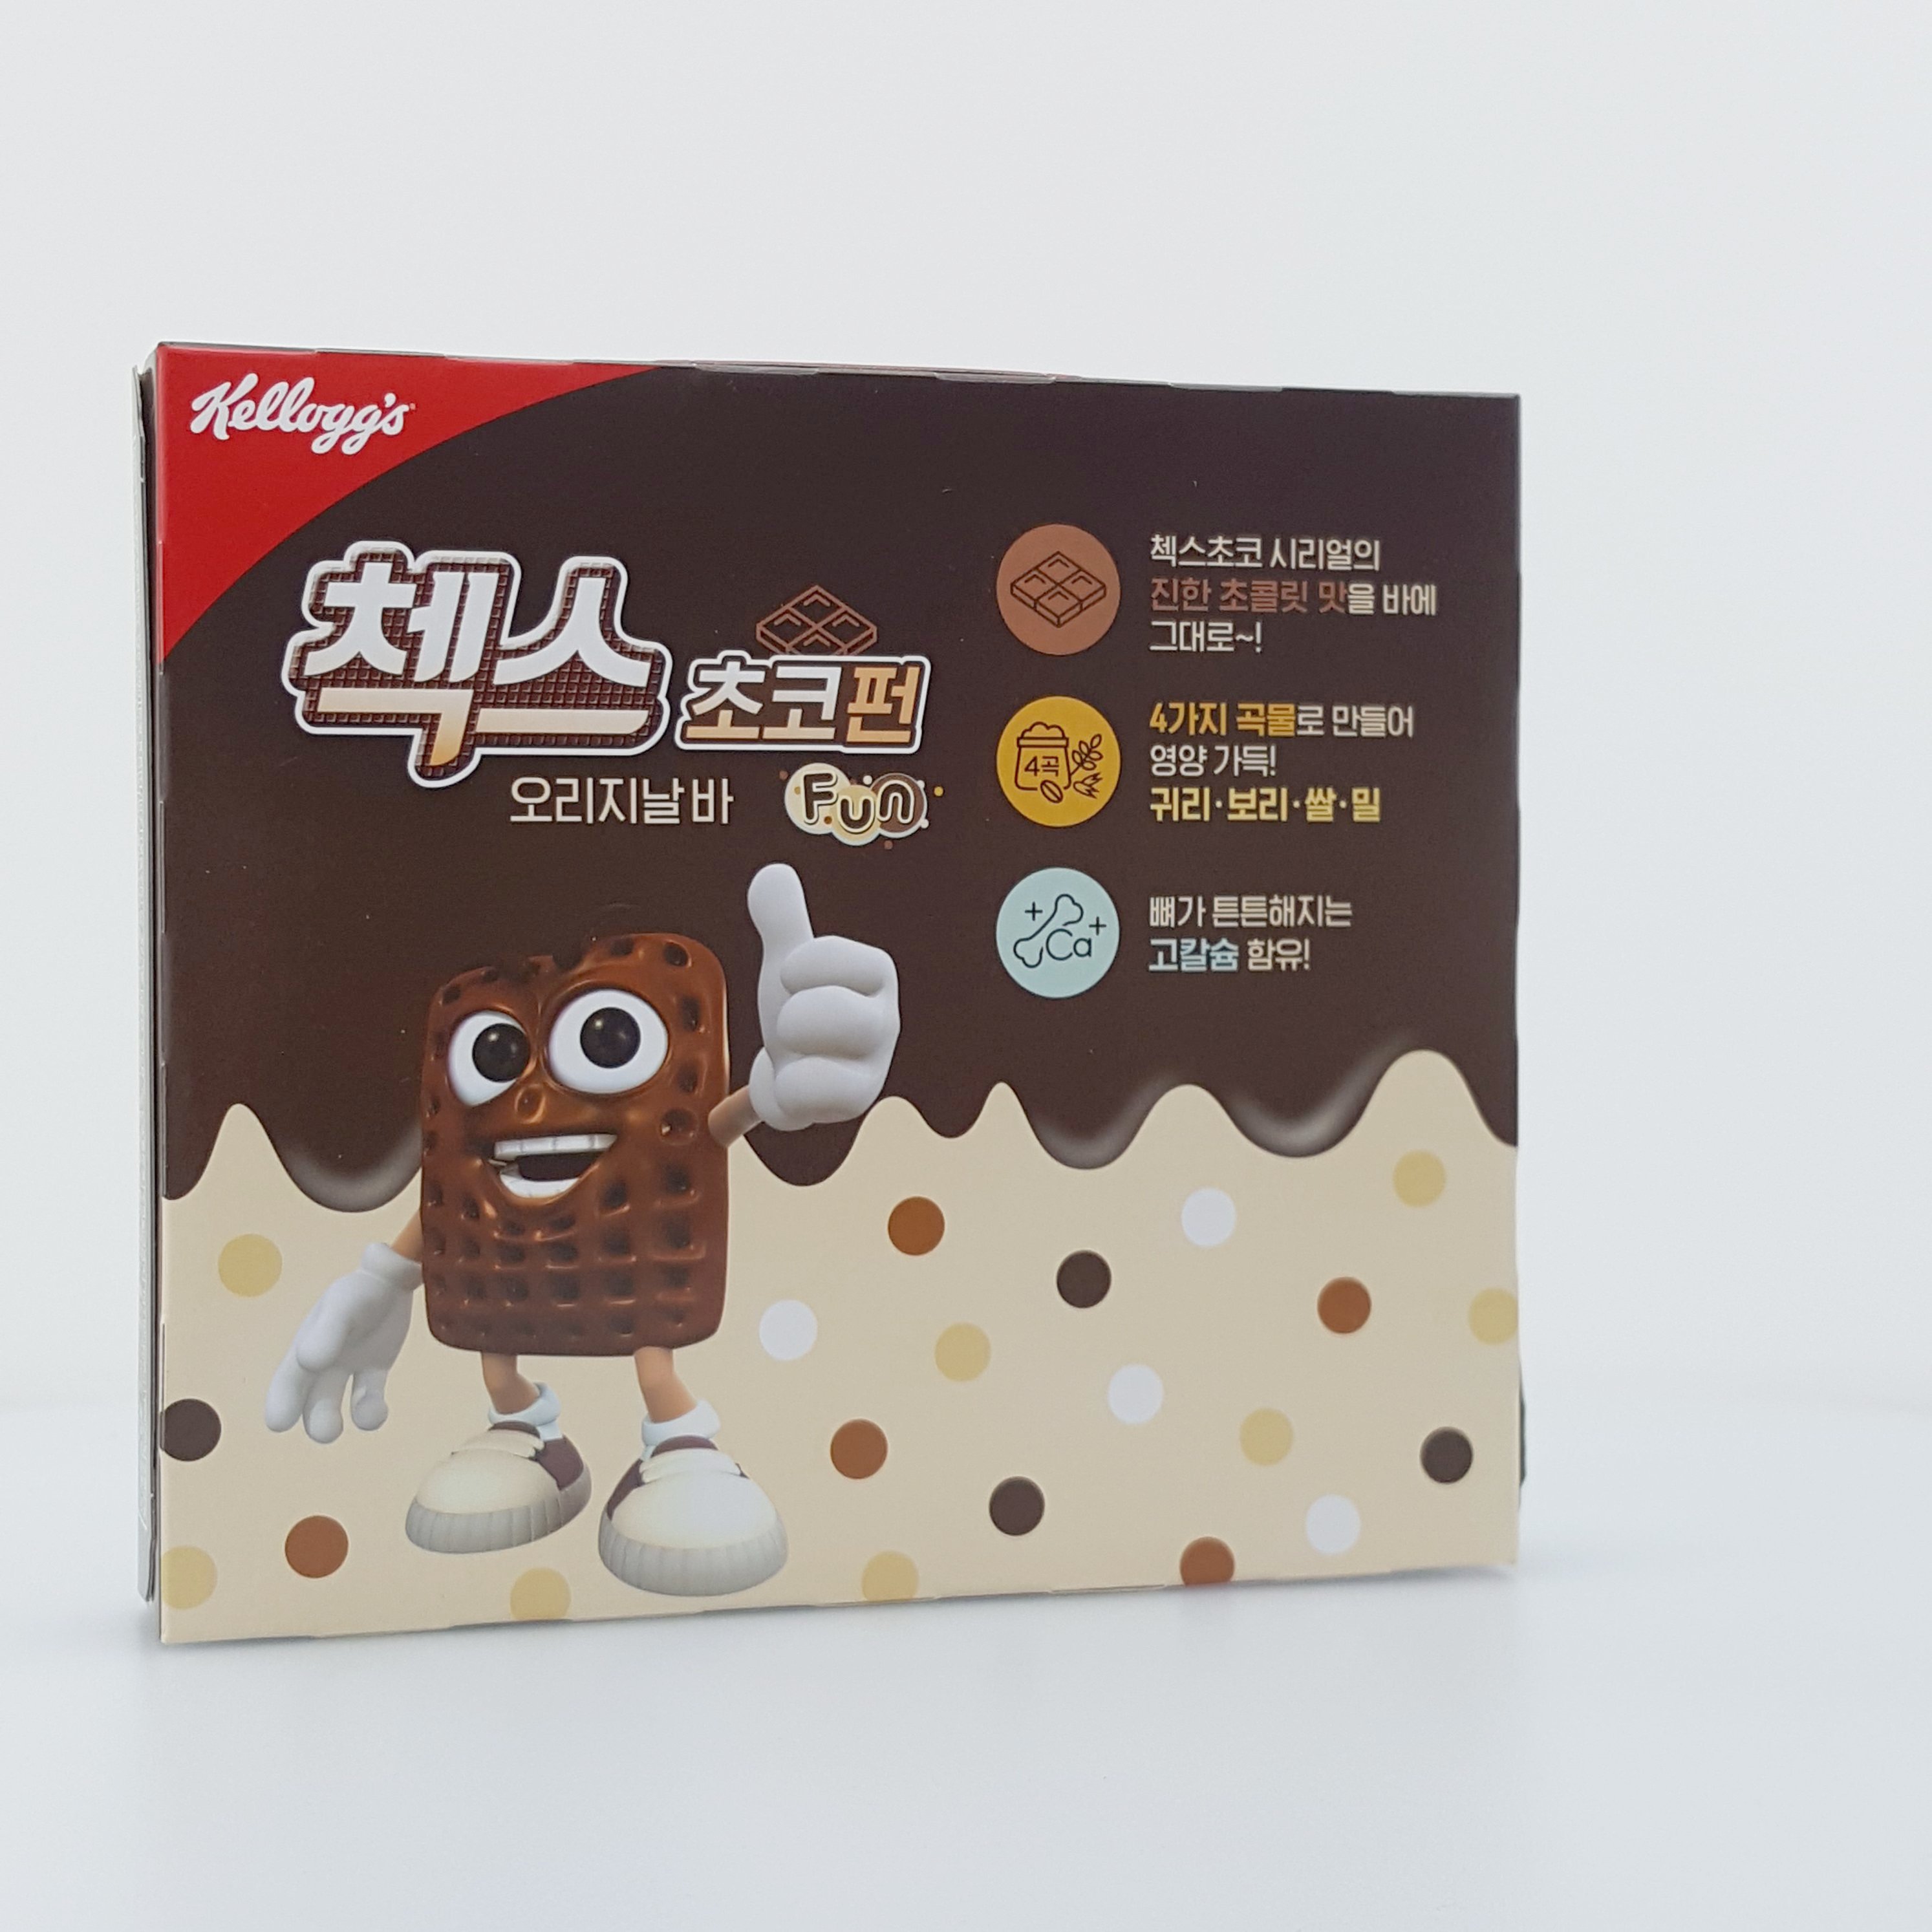 Kellogg's
첵스
초코펀
오리지날 바
Fun
첵스초코 시리얼의
진한 초콜릿 맛을 바에
그대로~!
4곡
4가지 곡물로 만들어
영양 가득!
귀리·보리·쌀·밀
+ Ca +
뼈가 튼튼해지는
고칼슘 함유!